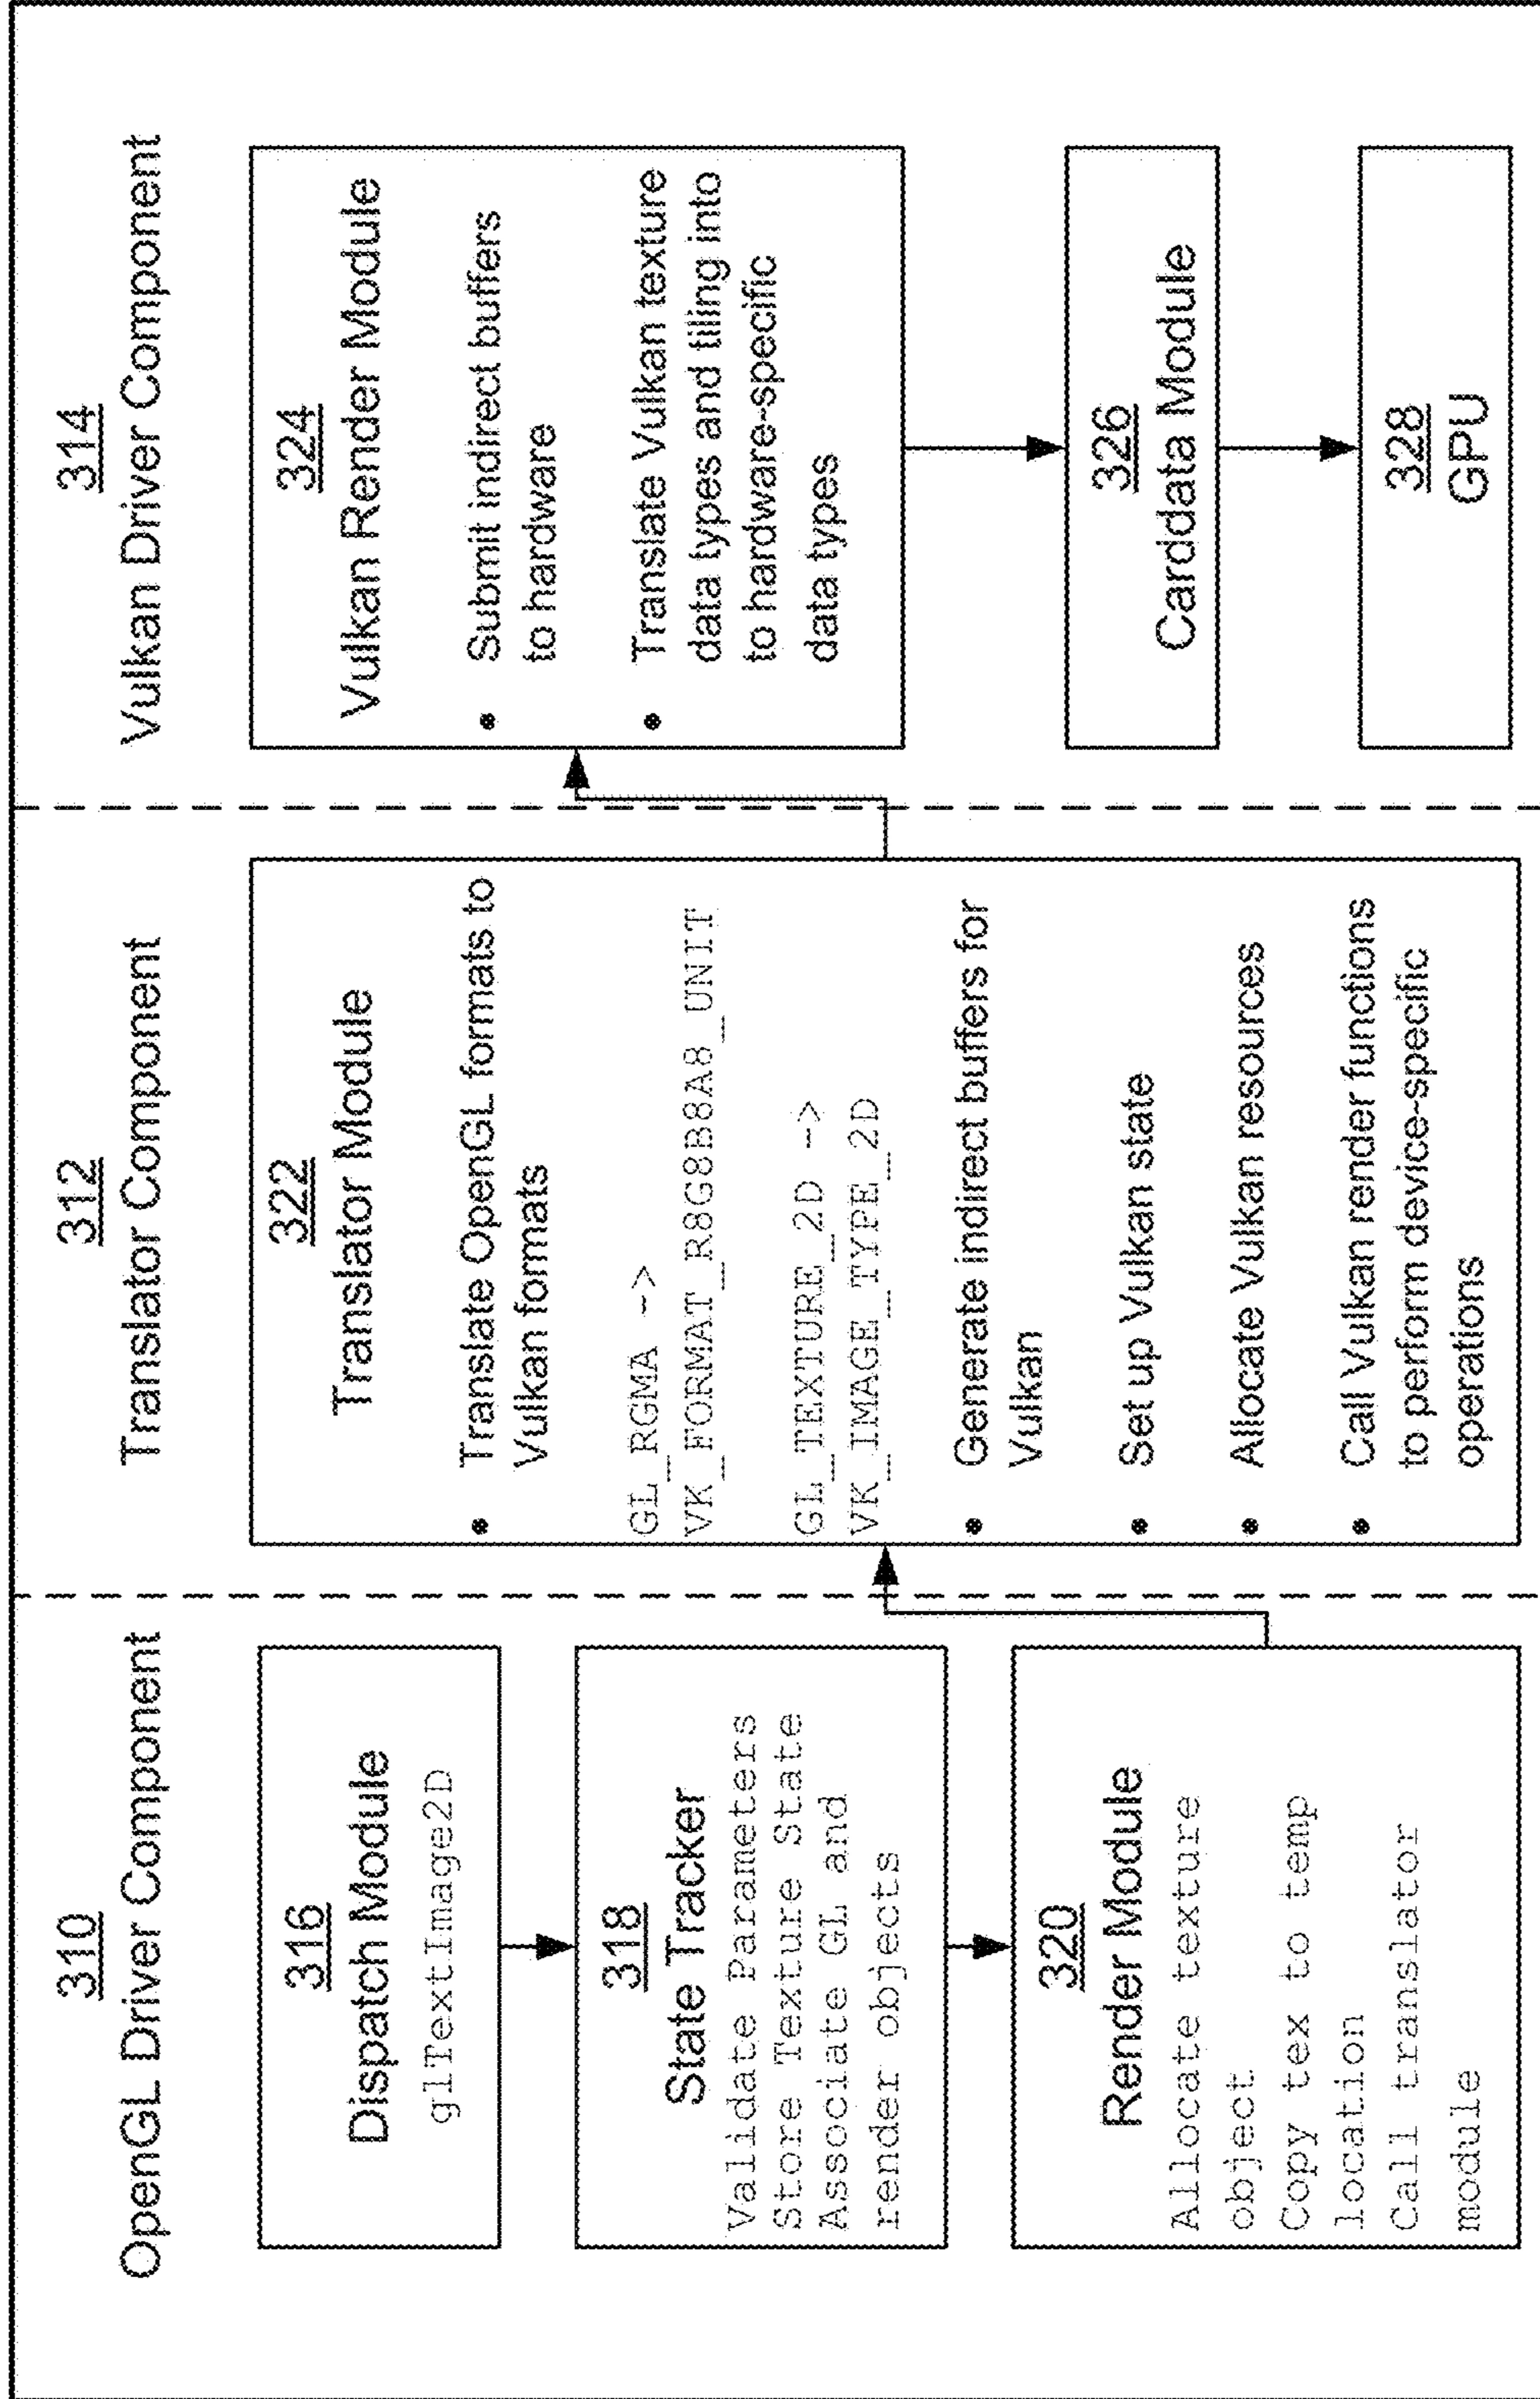 310
OpenGL Driver Component
316
Dispatch Module
glTextImage2D
318
State Tracker
Validate Parameters
Store Texture State
Associate GL and
render objects
320
Render Module
Allocate texture
object
Copy tex to temp
location
Call translator
module
312
Translator Component
322
Translator Module
• Translate OpenGL formats to
Vulkan formats
GL_RGMA ->
VK_FORMAT_R8G8B8A8_UNIT
GL_TEXTURE_2D ->
VK_IMAGE_TYPE_2D
• Generate indirect buffers for
Vulkan
• Set up Vulkan state
• Allocate Vulkan resources
• Call Vulkan render functions
to perform device-specific
operations
314
Vulkan Driver Component
324
Vulkan Render Module
• Submit indirect buffers
to hardware
• Translate Vulkan texture
data types and tiling into
to hardware-specific
data types
326
Carddata Module
328
GPU